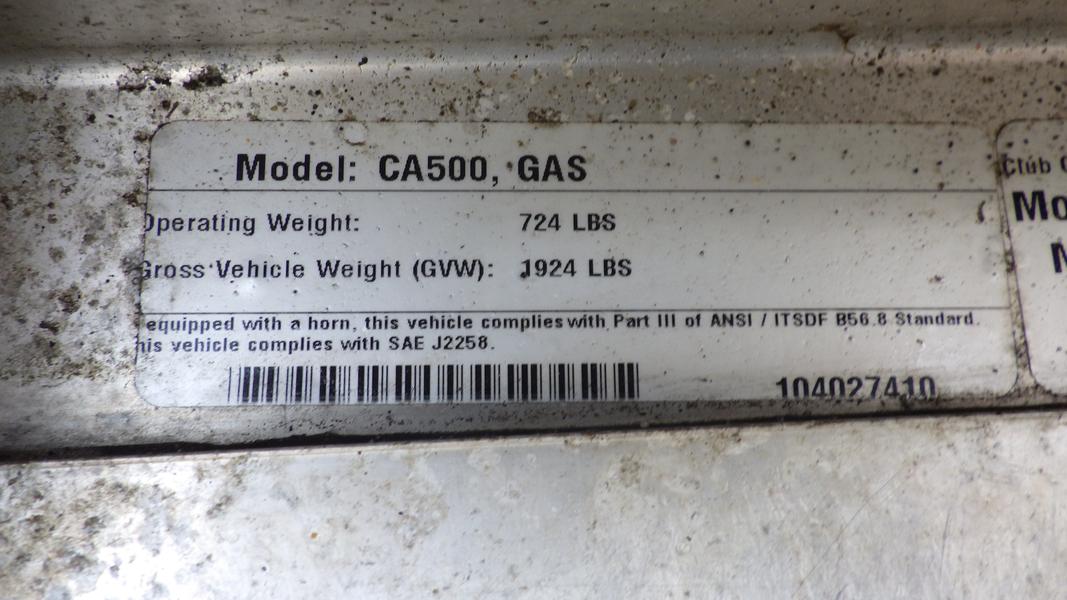 Model: CA500, GAS
Operating Weight: 724 LBS
Gross Vehicle Weight (GVW): 1924 LBS
equipped with a horn, this vehicle complies with Part III of ANSI / ITSDF B56.8 Standard.
his vehicle complies with SAE J2258.
104027410
Club C
Mo